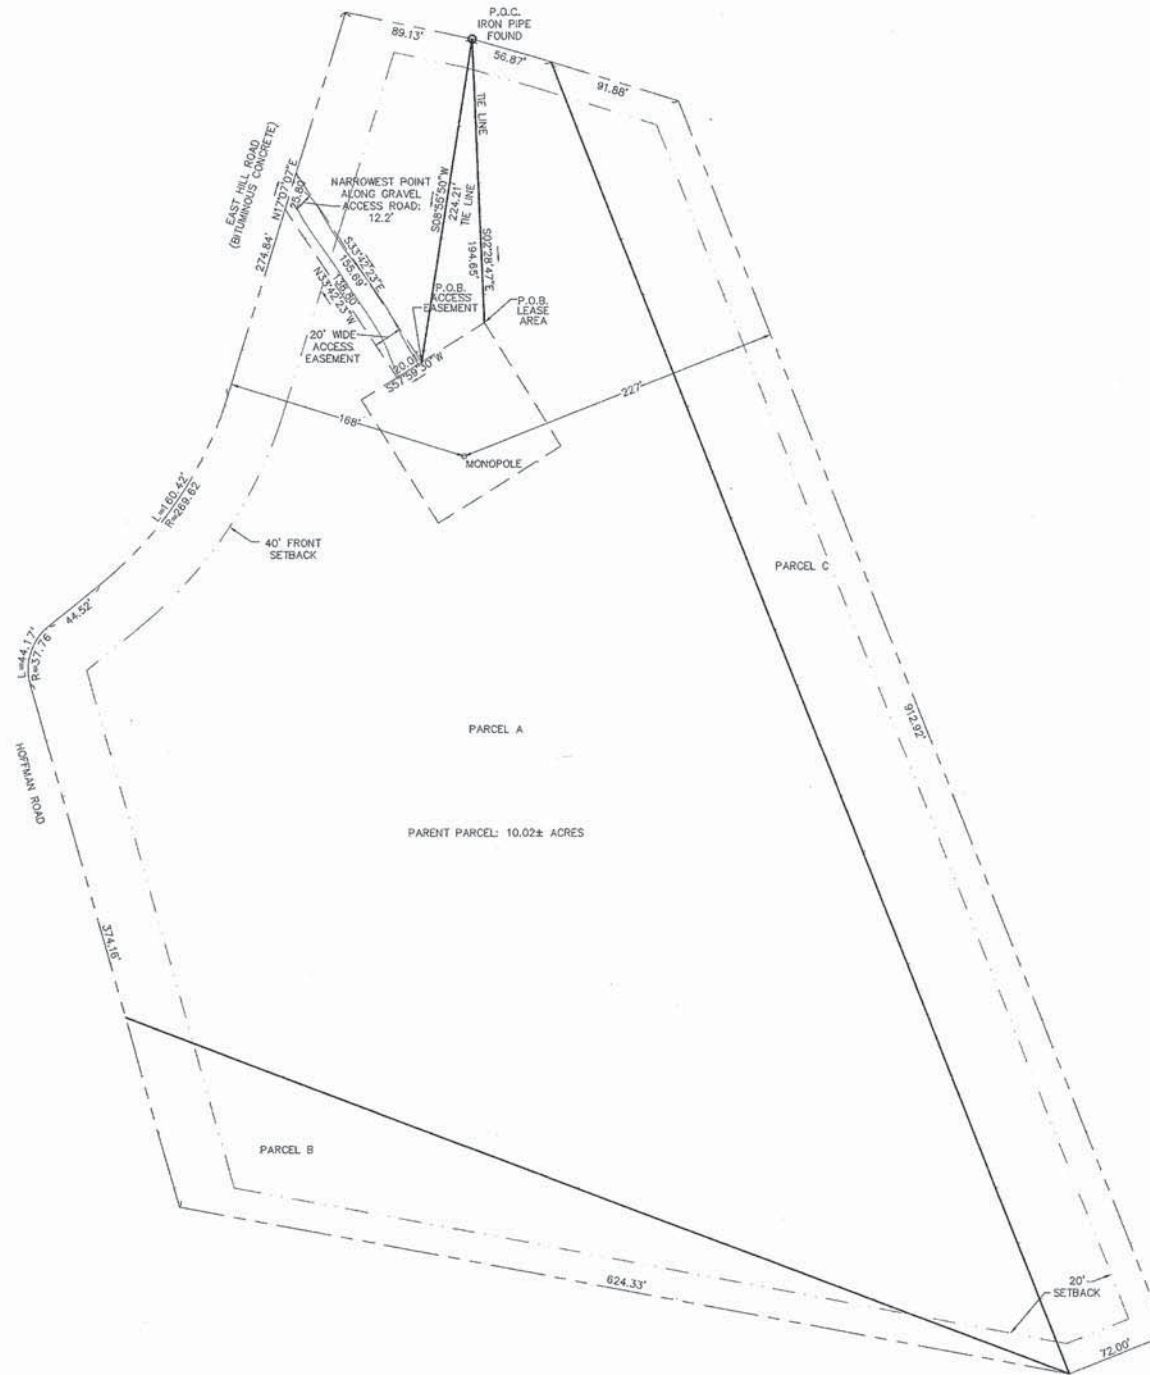 P.O.C.
IRON PIPE
FOUND
89.13'
56.87'
91.88'
TIE LINE
EAST HILL ROAD
(BITUMINOUS CONCRETE)
N17°07'07"E
25.80'
NARROWEST POINT
ALONG GRAVEL
ACCESS ROAD:
12.2'
S08°56'50"W
224.21'
TIE LINE
S02°28'47"E
194.65'
274.84'
S33°42'23"E
155.69'
138.80'
N33°42'23"W
P.O.B.
ACCESS
EASEMENT
P.O.B.
LEASE
AREA
20' WIDE
ACCESS
EASEMENT
20.01'
S57°59'30"W
168'
227'
MONOPOLE
L=160.42'
R=269.62
40' FRONT
SETBACK
PARCEL C
44.52'
L=44.17'
R=37.76
HOFFMAN ROAD
PARCEL A
912.92'
PARENT PARCEL: 10.02± ACRES
374.16'
PARCEL B
624.33'
20'
SETBACK
72.00'